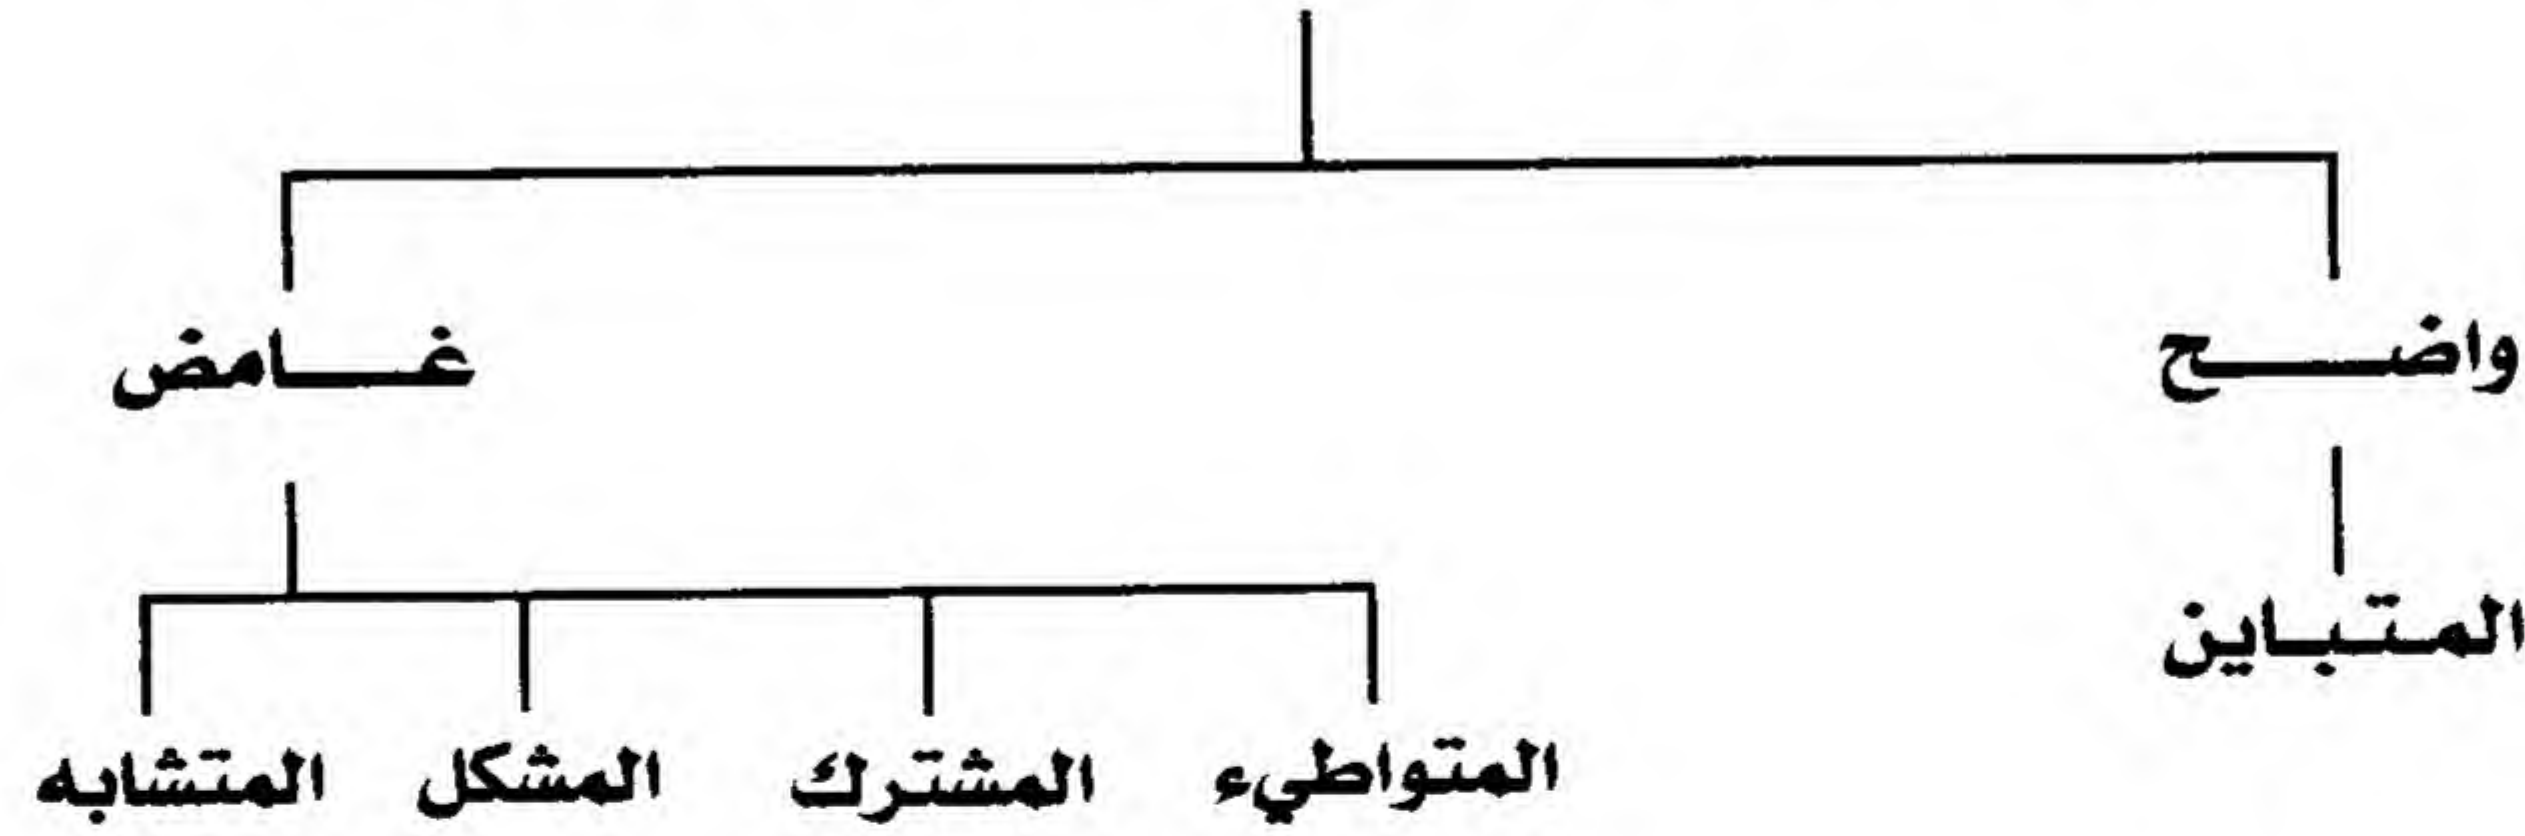 واضح غامض
المتباين
المتواطيء المشترك المشكل المتشابه